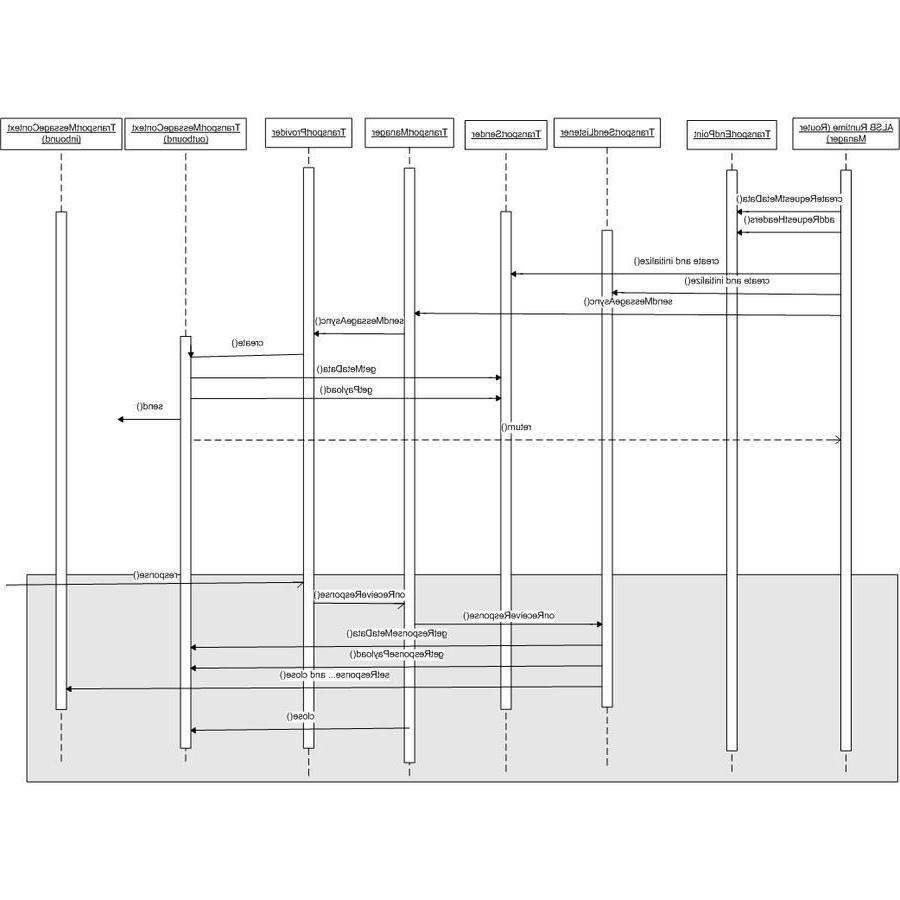 ALSB Runtime (Router
Manager)
TransportEndPoint
TransportSendListener
TransportSender
TransportManager
TransportProvider
TransportMessageContext
(outbound)
TransportMessageContext
(inbound)
createRequestMetaData()
addRequestHeaders()
create and initialize()
create and initialize()
sendMessageAsync()
sendMessageAsync()
create()
getMetaData()
getPayload()
send()
return()
response()
onReceiveResponse()
onReceiveResponse()
getResponseMetaData()
getResponsePayload()
setResponse... and close()
close()